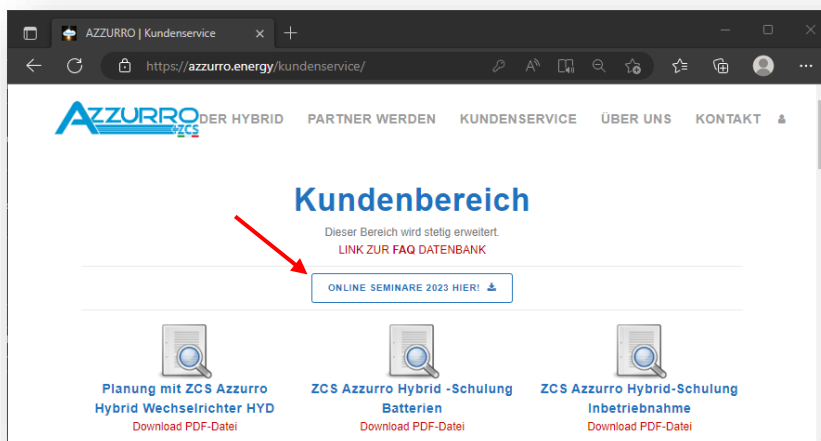 AZZURRO | Kundenservice
https://azzurro.energy/kundenservice/
AZZURRO ZCS
DER HYBRID PARTNER WERDEN KUNDENSERVICE ÜBER UNS KONTAKT
Kundenbereich
Dieser Bereich wird stetig erweitert.
LINK ZUR FAQ DATENBANK
ONLINE SEMINARE 2023 HIER!
Planung mit ZCS Azzurro
Hybrid Wechselrichter HYD
Download PDF-Datei
ZCS Azzurro Hybrid -Schulung
Batterien
Download PDF-Datei
ZCS Azzurro Hybrid-Schulung
Inbetriebnahme
Download PDF-Datei